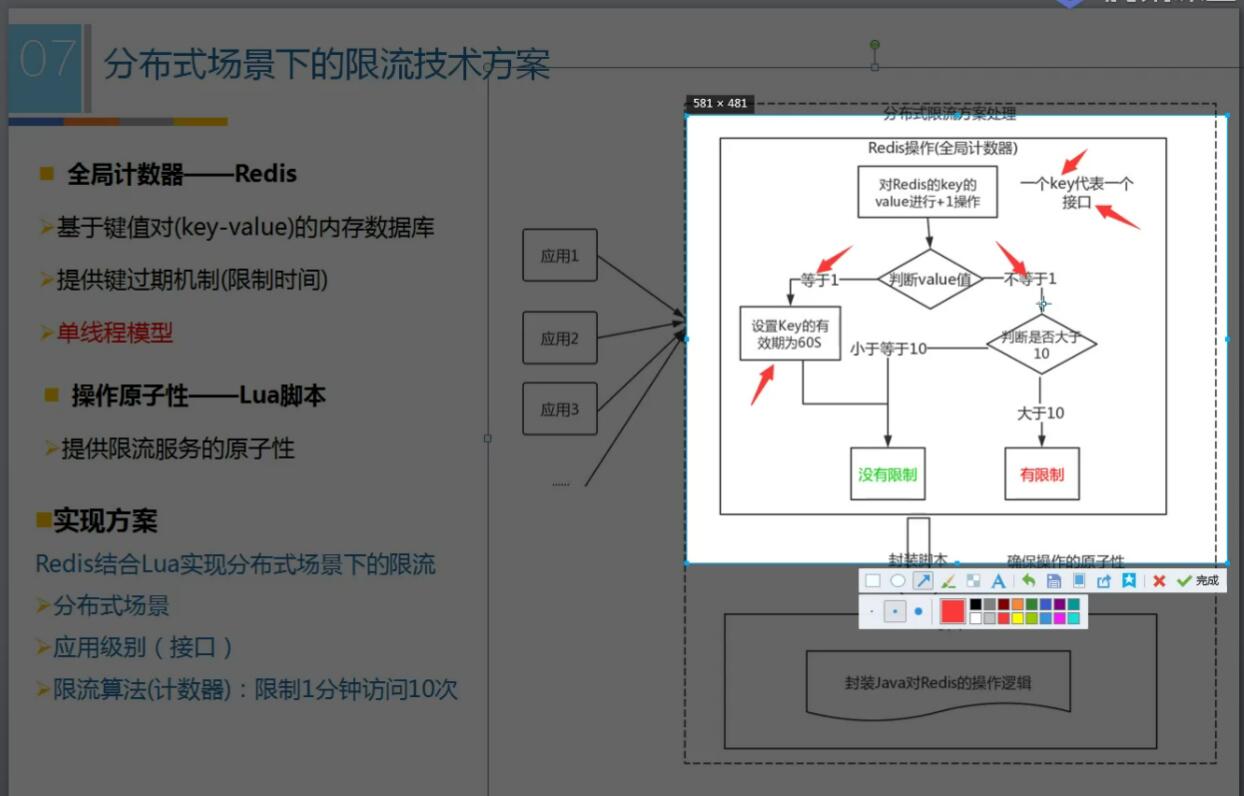 07
分布式场景下的限流技术方案
全局计数器——Redis
基于键值对(key-value)的内存数据库
提供键过期机制(限制时间)
单线程模型
操作原子性——Lua脚本
提供限流服务的原子性
实现方案
Redis结合Lua实现分布式场景下的限流
分布式场景
应用级别（接口）
限流算法(计数器)：限制1分钟访问10次
应用1
应用2
应用3
......
581 × 481
分布式限流方案处理
Redis操作(全局计数器)
对Redis的key的
value进行+1操作
一个key代表一个
接口
等于1
判断value值
不等于1
设置Key的有
效期为60S
小于等于10
判断是否大于
10
大于10
没有限制
有限制
封装脚本
确保操作的原子性
A
完成
封装Java对Redis的操作逻辑